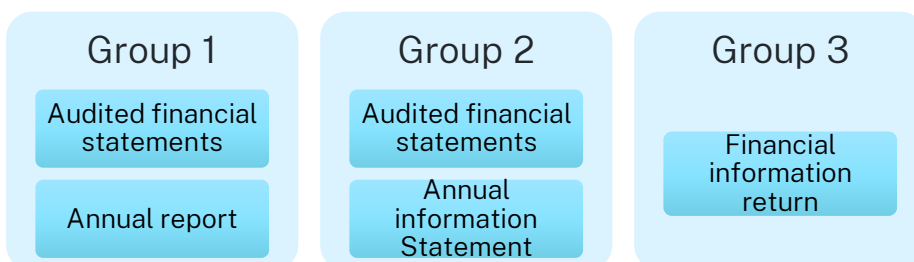 Group 1
Audited financial
statements
Annual report
Group 2
Audited financial
statements
Annual
information
Statement
Group 3
Financial
information
return